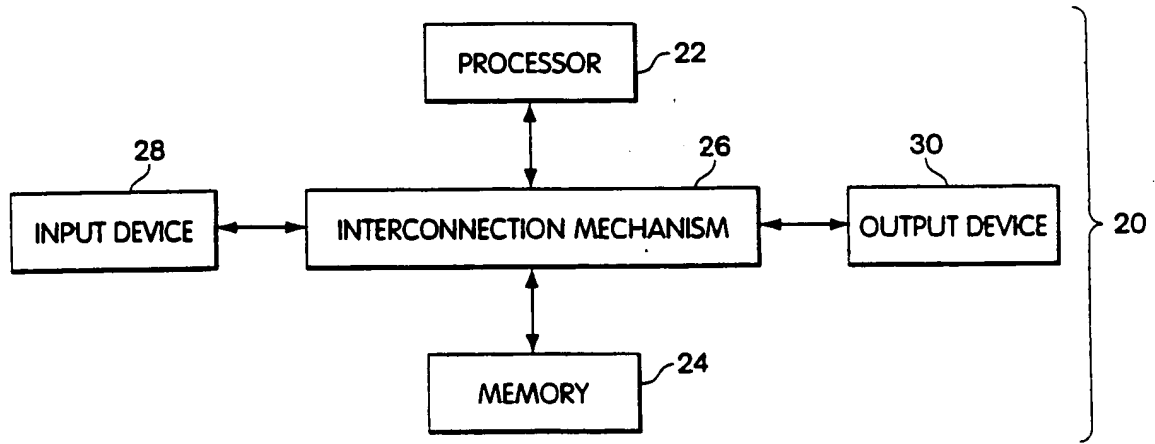 PROCESSOR
22
28
26
30
INPUT DEVICE
INTERCONNECTION MECHANISM
OUTPUT DEVICE
20
MEMORY
24